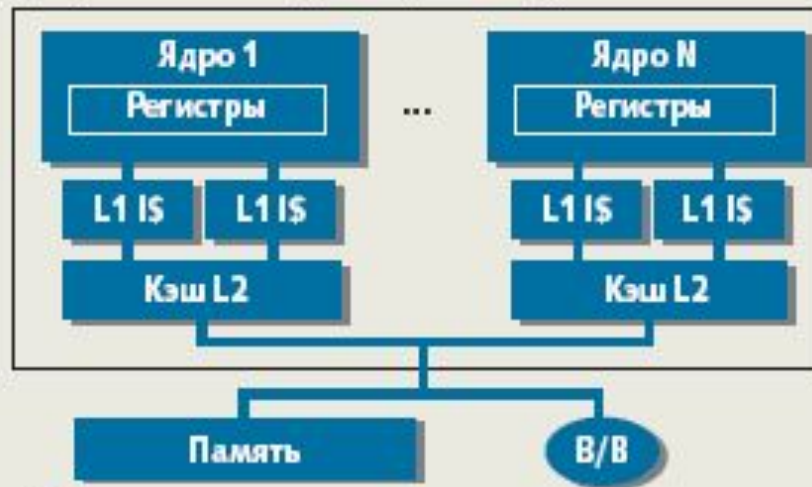 Ядро 1
Ядро N
Регистры
...
Регистры
L1 I$
L1 I$
L1 I$
L1 I$
Кэш L2
Кэш L2
Память
В/В